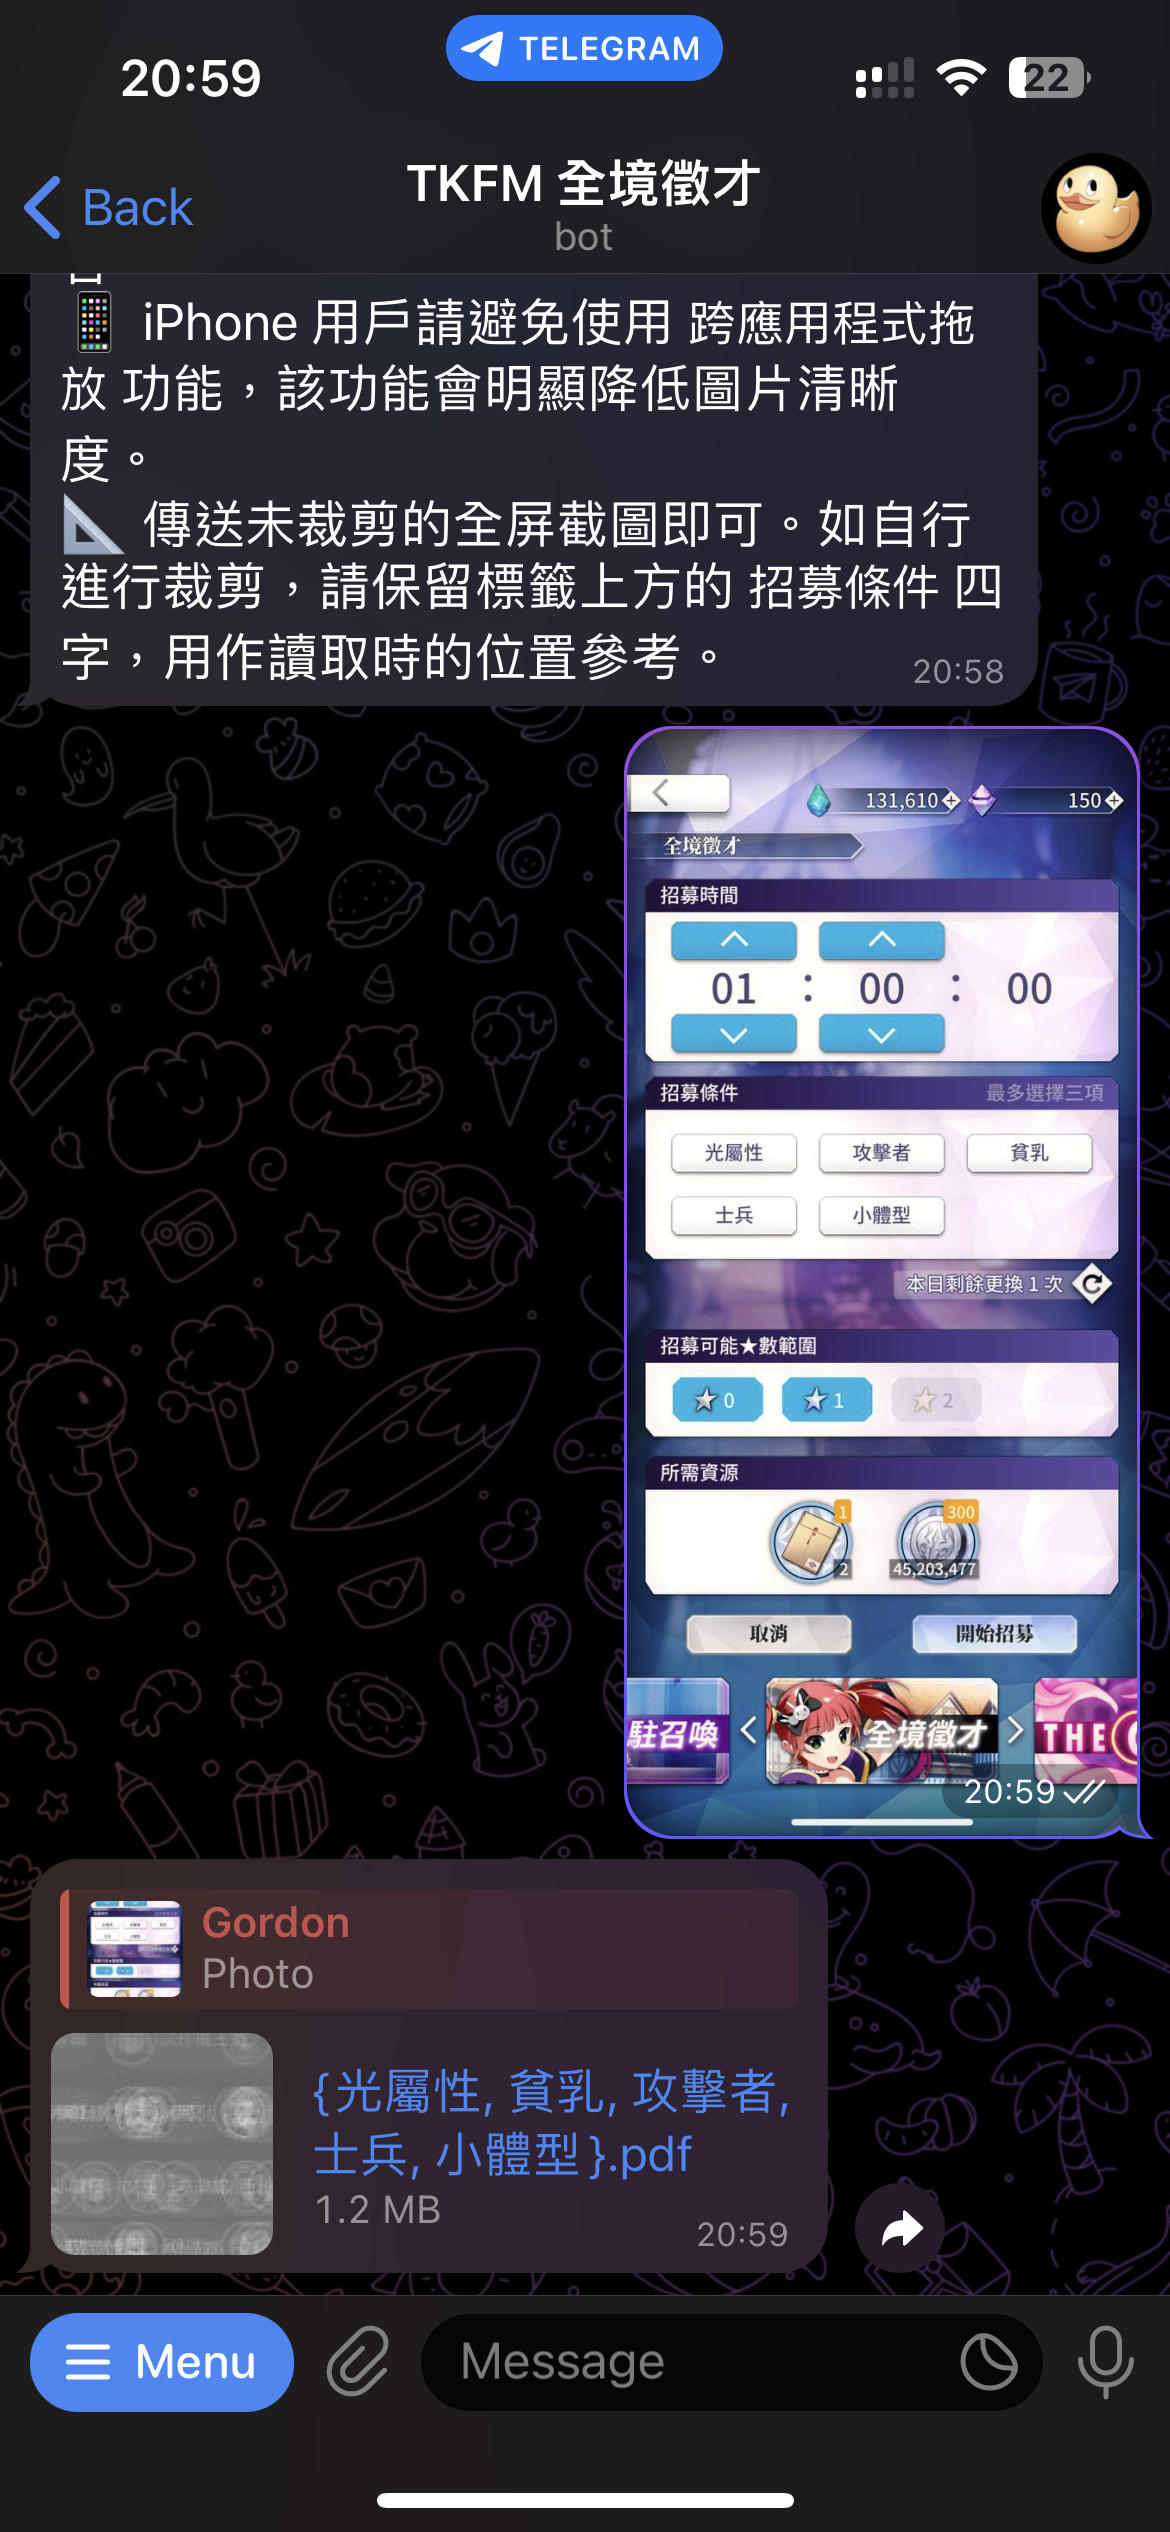 20:59
TELEGRAM
22
Back
TKFM 全境徵才
bot
iPhone 用戶請避免使用 跨應用程式拖
放 功能，該功能會明顯降低圖片清晰
度。
傳送未裁剪的全屏截圖即可。如自行
進行裁剪，請保留標籤上方的 招募條件 四
字，用作讀取時的位置參考。
20:58
131,610
150
全境徵才
招募時間
01 : 00 : 00
招募條件 最多選擇三項
光屬性 攻擊者 貧乳
士兵 小體型
本日剩餘更換 1 次
招募可能★數範圍
★0 ★1 ★2
所需資源
1 300
2 45,203,477
取消 開始招募
駐召喚 全境徵才 THE
20:59
Gordon
Photo
{光屬性, 貧乳, 攻擊者,
士兵, 小體型}.pdf
1.2 MB
20:59
Menu
Message